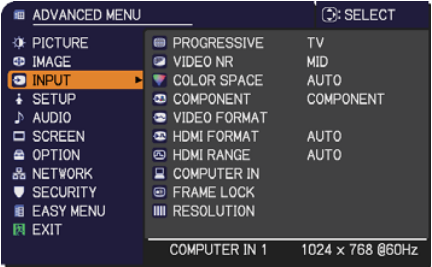 ADVANCED MENU : SELECT
PICTURE PROGRESSIVE TV
IMAGE VIDEO NR MID
INPUT COLOR SPACE AUTO
SETUP COMPONENT COMPONENT
AUDIO VIDEO FORMAT
SCREEN HDMI FORMAT AUTO
OPTION HDMI RANGE AUTO
NETWORK COMPUTER IN
SECURITY FRAME LOCK
EASY MENU RESOLUTION
EXIT
COMPUTER IN 1 1024 x 768 @60Hz